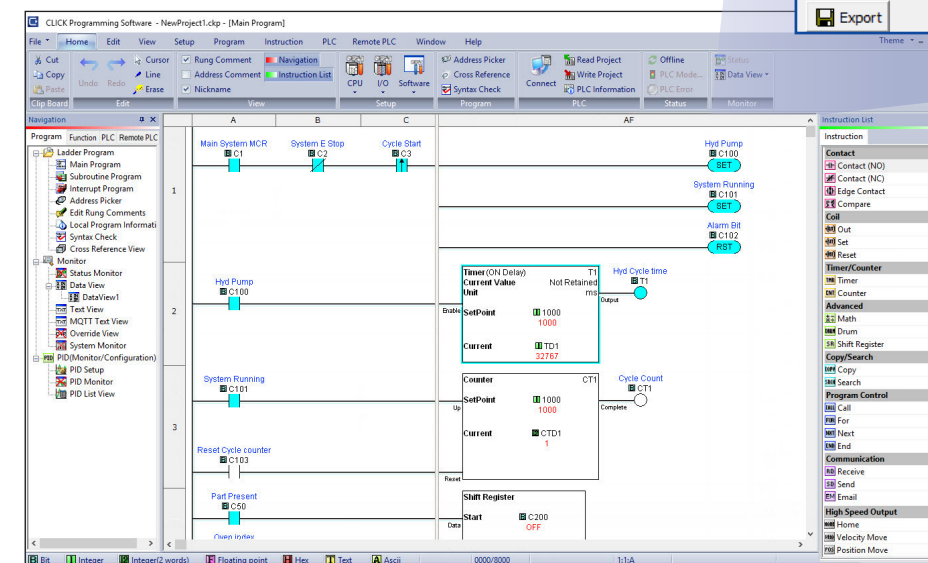 Export
CLICK Programming Software - NewProject1.ckp - [Main Program]
File Home Edit View Setup Program Instruction PLC Remote PLC Window Help Theme
Cut
Copy
Paste
Undo Redo
Cursor
Line
Erase
Rung Comment
Address Comment
Nickname
Navigation
Instruction List
CPU I/O Software
Address Picker
Cross Reference
Syntax Check
Connect
Read Project
Write Project
PLC Information
Offline
PLC Mode...
PLC Error
Status
Data View
Clip Board Edit View Setup Program PLC Status Monitor
Navigation
Program Function PLC Remote PLC
Ladder Program
Main Program
Subroutine Program
Interrupt Program
Address Picker
Edit Rung Comments
Local Program Informati
Syntax Check
Cross Reference View
Monitor
Status Monitor
Data View
DataView1
Text View
MQTT Text View
Override View
System Monitor
PID(Monitor/Configuration)
PID Setup
PID Monitor
PID List View
A B C AF
1
Main System MCR System E Stop Cycle Start Hyd Pump
C1 C2 C3 C100
SET
System Running
C101
SET
Alarm Bit
C102
RST
2
Hyd Pump
C100
Timer(ON Delay) T1
Current Value Not Retained
Unit ms
Enable SetPoint 1000
1000
Current TD1
32767
Hyd Cycle time
T1
Output
3
System Running
C101
Counter CT1
Up SetPoint 1000
1000
Current CTD1
1
Cycle Count
CT1
Complete
Reset Cycle counter
C103
Reset
Part Present
C50
Shift Register
Data Start C200
OFF
Oven index
Instruction List
Instruction
Contact
Contact (NO)
Contact (NC)
Edge Contact
Compare
Coil
Out
Set
Reset
Timer/Counter
Timer
Counter
Advanced
Math
Drum
Shift Register
Copy/Search
Copy
Search
Program Control
Call
For
Next
End
Communication
Receive
Send
Email
High Speed Output
Home
Velocity Move
Position Move
Bit Integer Integer(2 words) Floating point Hex Text Ascii 0000/8000 1:1:A